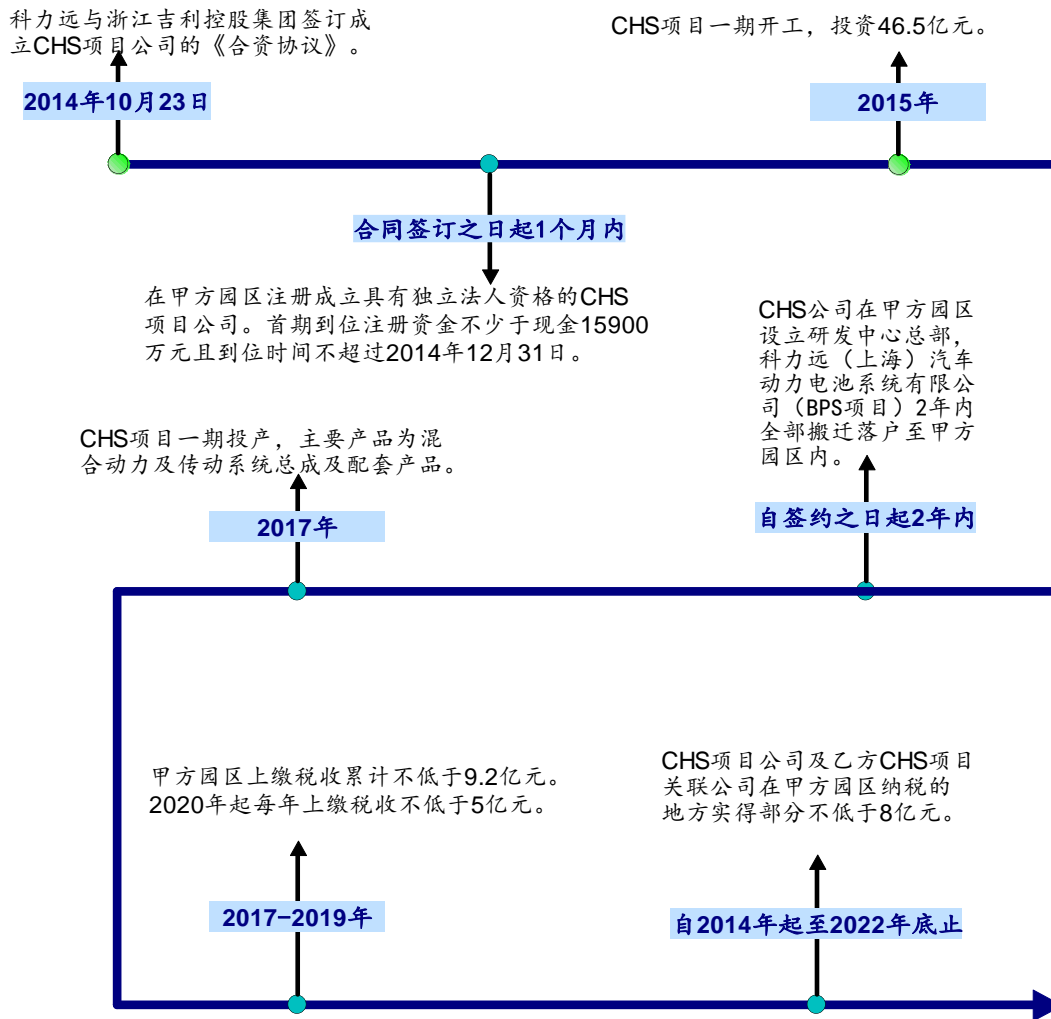 科力远与浙江吉利控股集团签订成
立CHS项目公司的《合资协议》。
2014年10月23日
CHS项目一期开工，投资46.5亿元。
2015年
合同签订之日起1个月内
在甲方园区注册成立具有独立法人资格的CHS
项目公司。首期到位注册资金不少于现金15900
万元且到位时间不超过2014年12月31日。
CHS公司在甲方园区
设立研发中心总部，
科力远（上海）汽车
动力电池系统有限公
司（BPS项目）2年内
全部搬迁落户至甲方
园区内。
自签约之日起2年内
CHS项目一期投产，主要产品为混
合动力及传动系统总成及配套产品。
2017年
甲方园区上缴税收累计不低于9.2亿元。
2020年起每年上缴税收不低于5亿元。
2017-2019年
CHS项目公司及乙方CHS项目
关联公司在甲方园区纳税的
地方实得部分不低于8亿元。
自2014年起至2022年底止